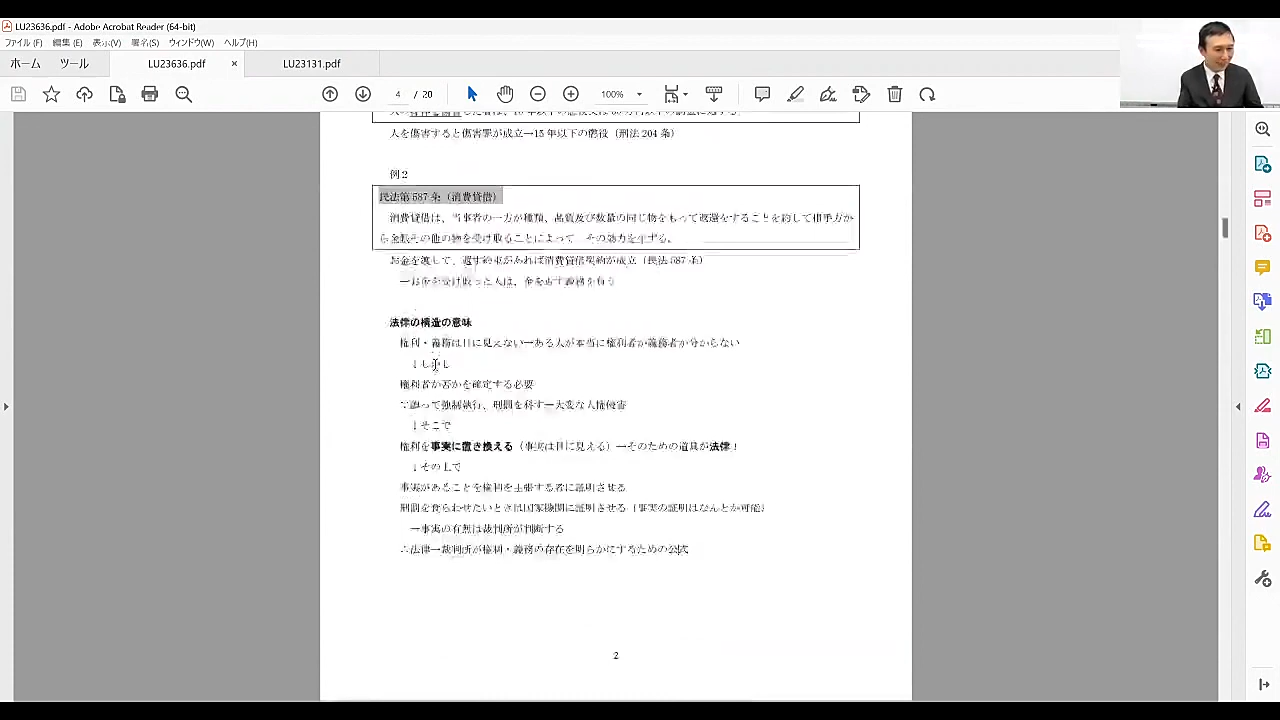 LU23636.pdf - Adobe Acrobat Reader (64-bit)
ファイル(F) 編集(E) 表示(V) 署名(S) ウィンドウ(W) ヘルプ(H)
ホーム ツール LU23636.pdf × LU23131.pdf
4 / 20 100%
人を傷害すると傷害罪が成立→15年以下の懲役（刑法204条）
例2
民法第587条（消費貸借）
消費貸借は、当事者の一方が種類、品質及び数量の同じ物をもって返還をすることを約して相手方か
ら金銭その他の物を受け取ることによって、その効力を生ずる。
お金を渡して、返す約束があれば消費貸借契約が成立（民法587条）
→お金を受け取った人は、金を返す義務を負う
法律の構造の意味
権利・義務は目に見えない→ある人が本当に権利者か義務者か分からない
↓しかし
権利者か否かを確定する必要
∵誤って強制執行、刑罰を科す→大変な人権侵害
↓そこで
権利を事実に置き換える（事実は目に見える）→そのための道具が法律！
↓その上で
事実があることを権利を主張する者に証明させる
刑罰を食らわせたいときは国家機関に証明させる（事実の証明はなんとか可能）
→事実の有無は裁判所が判断する
∴法律→裁判所が権利・義務の存在を明らかにするための公式
2